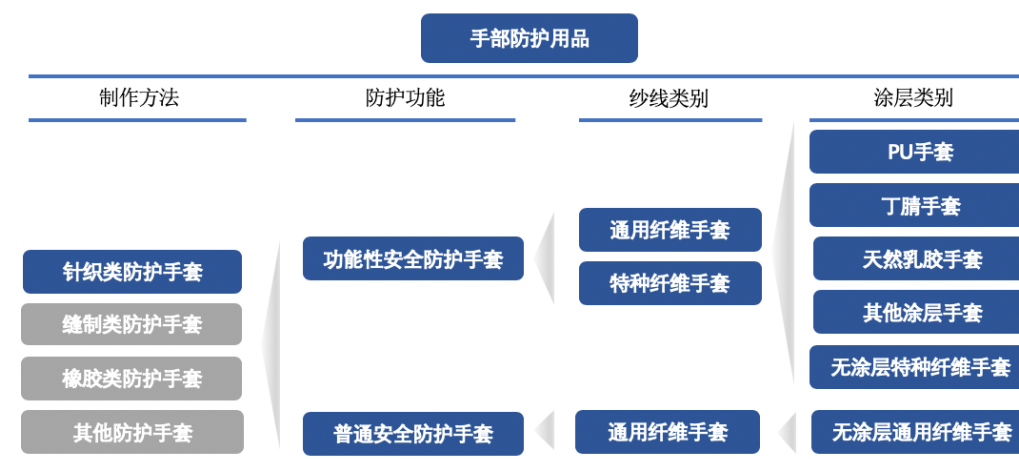 手部防护用品
制作方法
防护功能
纱线类别
涂层类别
针织类防护手套
缝制类防护手套
橡胶类防护手套
其他防护手套
功能性安全防护手套
普通安全防护手套
通用纤维手套
特种纤维手套
通用纤维手套
PU手套
丁腈手套
天然乳胶手套
其他涂层手套
无涂层特种纤维手套
无涂层通用纤维手套